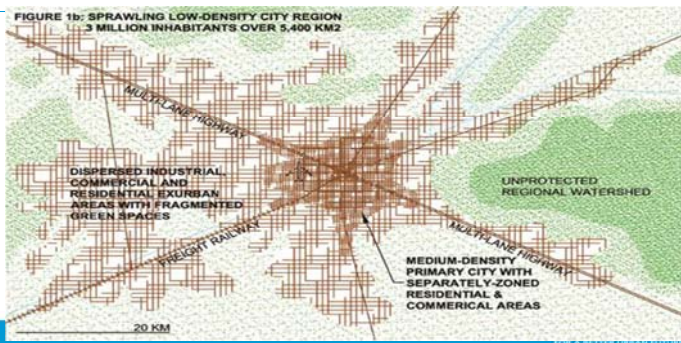 FIGURE 1b: SPRAWLING LOW-DENSITY CITY REGION
3 MILLION INHABITANTS OVER 5,400 KM2
MULTI-LANE HIGHWAY
DISPERSED INDUSTRIAL,
COMMERCIAL AND
RESIDENTIAL EXURBAN
AREAS WITH FRAGMENTED
GREEN SPACES
UNPROTECTED
REGIONAL WATERSHED
FREIGHT RAILWAY
MULTI-LANE HIGHWAY
MEDIUM-DENSITY
PRIMARY CITY WITH
SEPARATELY-ZONED
RESIDENTIAL &
COMMERICAL AREAS
20 KM